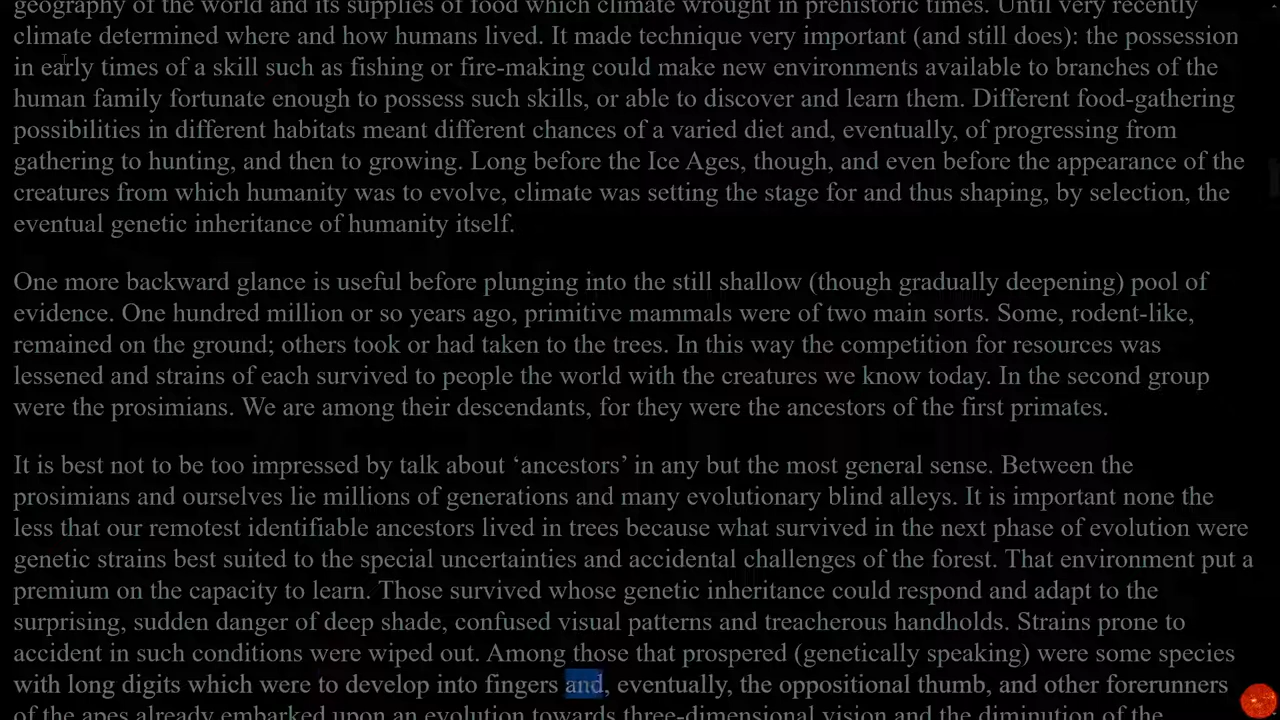 geography of the world and its supplies of food which climate wrought in prehistoric times. Until very recently
climate determined where and how humans lived. It made technique very important (and still does): the possession
in early times of a skill such as fishing or fire-making could make new environments available to branches of the
human family fortunate enough to possess such skills, or able to discover and learn them. Different food-gathering
possibilities in different habitats meant different chances of a varied diet and, eventually, of progressing from
gathering to hunting, and then to growing. Long before the Ice Ages, though, and even before the appearance of the
creatures from which humanity was to evolve, climate was setting the stage for and thus shaping, by selection, the
eventual genetic inheritance of humanity itself.
One more backward glance is useful before plunging into the still shallow (though gradually deepening) pool of
evidence. One hundred million or so years ago, primitive mammals were of two main sorts. Some, rodent-like,
remained on the ground; others took or had taken to the trees. In this way the competition for resources was
lessened and strains of each survived to people the world with the creatures we know today. In the second group
were the prosimians. We are among their descendants, for they were the ancestors of the first primates.
It is best not to be too impressed by talk about ‘ancestors’ in any but the most general sense. Between the
prosimians and ourselves lie millions of generations and many evolutionary blind alleys. It is important none the
less that our remotest identifiable ancestors lived in trees because what survived in the next phase of evolution were
genetic strains best suited to the special uncertainties and accidental challenges of the forest. That environment put a
premium on the capacity to learn. Those survived whose genetic inheritance could respond and adapt to the
surprising, sudden danger of deep shade, confused visual patterns and treacherous handholds. Strains prone to
accident in such conditions were wiped out. Among those that prospered (genetically speaking) were some species
with long digits which were to develop into fingers and, eventually, the oppositional thumb, and other forerunners
of the apes already embarked upon an evolution towards three-dimensional vision and the diminution of the